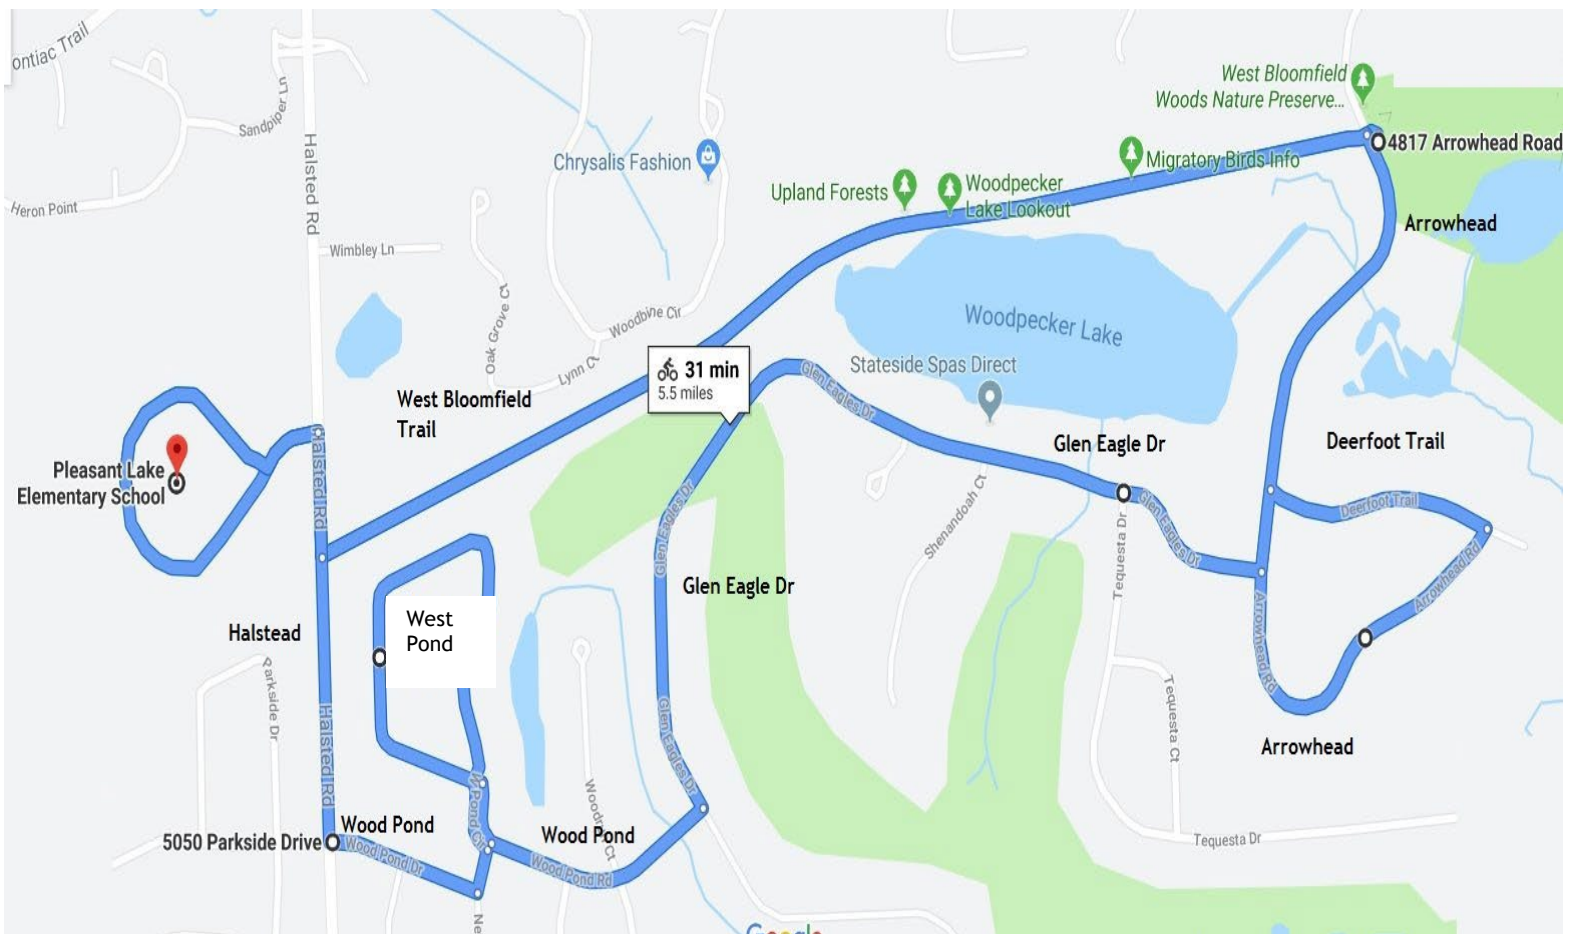 ontiac Trail
Sandpiper Ln
Heron Point
Halsted Rd
Wimbley Ln
Chrysalis Fashion
Oak Grove Ct
Lynn Ct
Woodbine Cir
Upland Forests
Woodpecker
Lake Lookout
Migratory Birds Info
West Bloomfield
Woods Nature Preserve...
4817 Arrowhead Road
Arrowhead
Woodpecker Lake
Stateside Spas Direct
31 min
5.5 miles
West Bloomfield
Trail
Glen Eagles Dr
Glen Eagle Dr
Deerfoot Trail
Deerfoot Trail
Pleasant Lake
Elementary School
Halsted Rd
Glen Eagles Dr
Shenandoah Ct
Tequesta Dr
Glen Eagles Dr
Arrowhead Rd
Arrowhead Rd
Glen Eagle Dr
West
Pond
Halstead
Parkside Dr
Halsted Rd
Glen Eagles Dr
Tequesta Ct
Arrowhead
W Pond Cir
5050 Parkside Drive
Wood Pond
Wood Pond Dr
Wood Pond
Wood Pond Rd
Tequesta Dr
Ne
Google